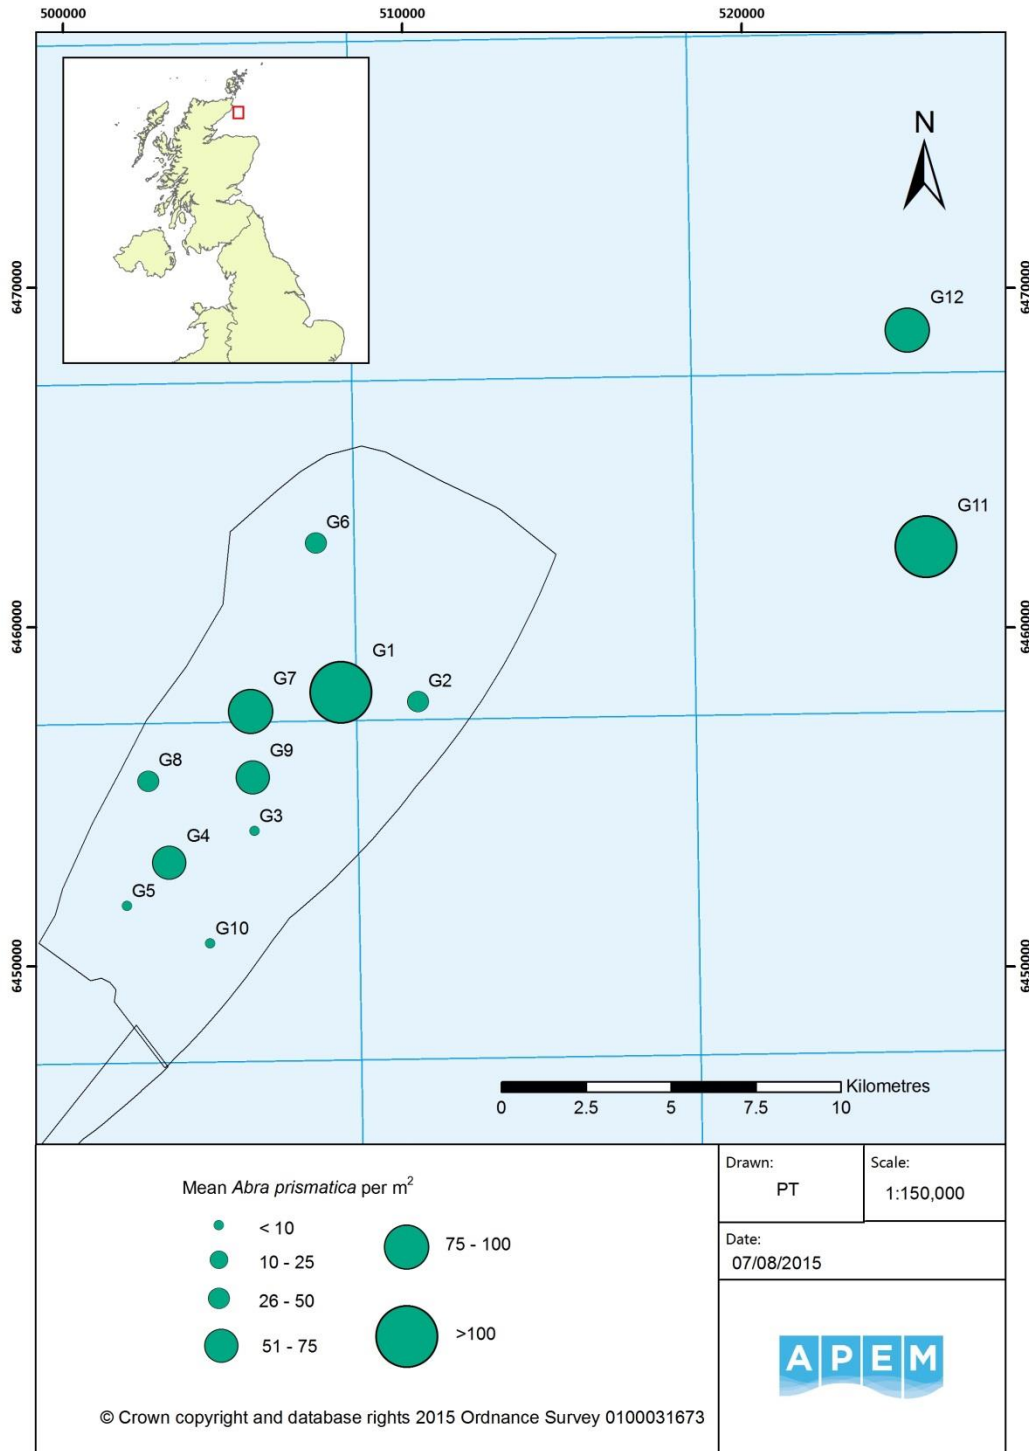 500000
510000
520000
N
6470000
6470000
G12
G11
G6
6460000
6460000
G1
G7
G2
G9
G8
G3
G4
G5
G10
6450000
6450000
Kilometres
0 2.5 5 7.5 10
Mean Abra prismatica per m²
< 10
10 - 25
26 - 50
51 - 75
75 - 100
>100
© Crown copyright and database rights 2015 Ordnance Survey 0100031673
Drawn:
PT
Scale:
1:150,000
Date:
07/08/2015
APEM